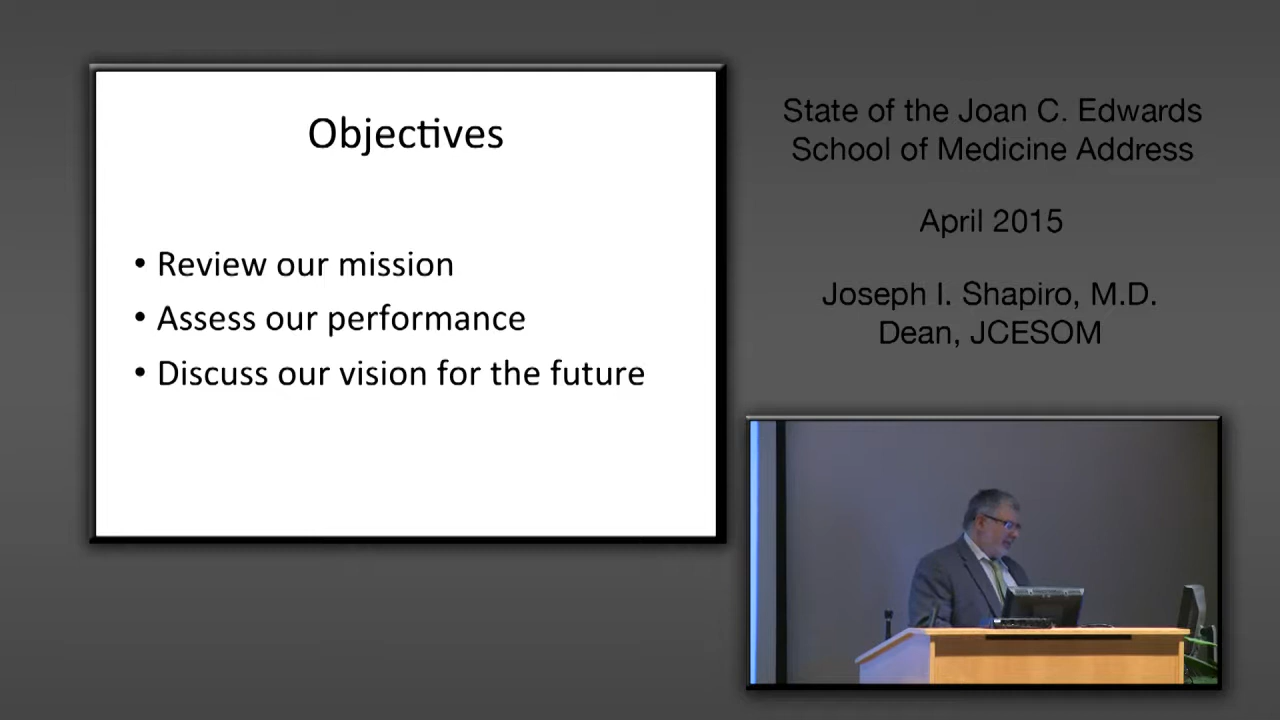 Objectives
• Review our mission
• Assess our performance
• Discuss our vision for the future
State of the Joan C. Edwards
School of Medicine Address
April 2015
Joseph I. Shapiro, M.D.
Dean, JCESOM